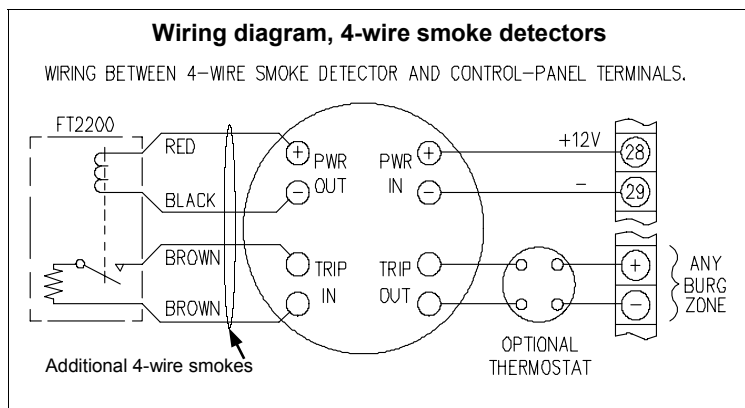 Wiring diagram, 4-wire smoke detectors
WIRING BETWEEN 4-WIRE SMOKE DETECTOR AND CONTROL-PANEL TERMINALS.
FT2200
RED
BLACK
BROWN
BROWN
+
PWR
OUT
−
TRIP
IN
PWR
IN
+
−
TRIP
OUT
+12V
28
−
29
+
−
ANY
BURG
ZONE
OPTIONAL
THERMOSTAT
Additional 4-wire smokes